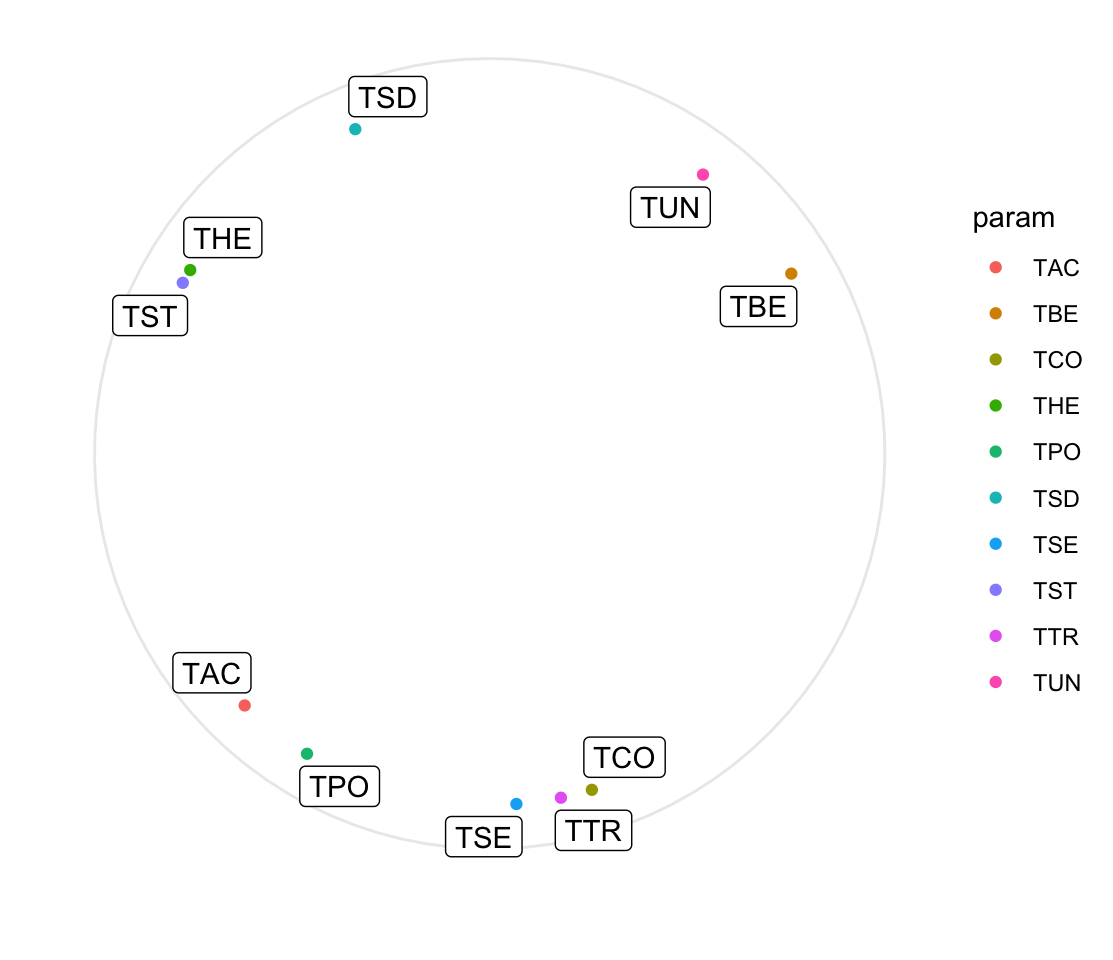 TSD
TUN
THE
TST
TBE
TAC
TPO
TCO
TSE
TTR
param
TAC
TBE
TCO
THE
TPO
TSD
TSE
TST
TTR
TUN